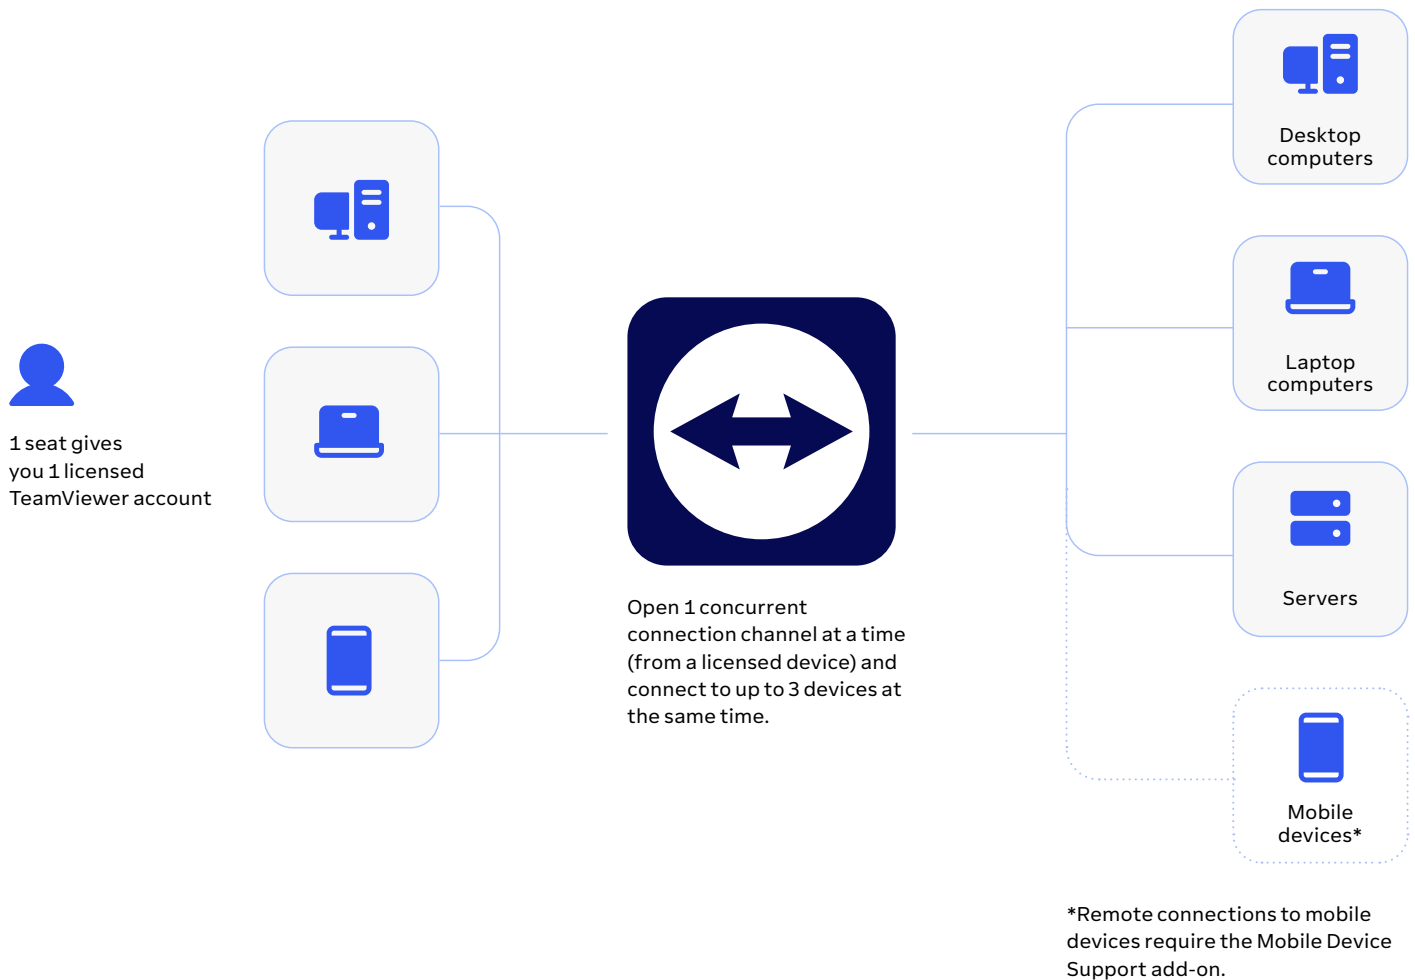 1 seat gives
you 1 licensed
TeamViewer account
Open 1 concurrent
connection channel at a time
(from a licensed device) and
connect to up to 3 devices at
the same time.
Desktop
computers
Laptop
computers
Servers
Mobile
devices*
*Remote connections to mobile
devices require the Mobile Device
Support add-on.